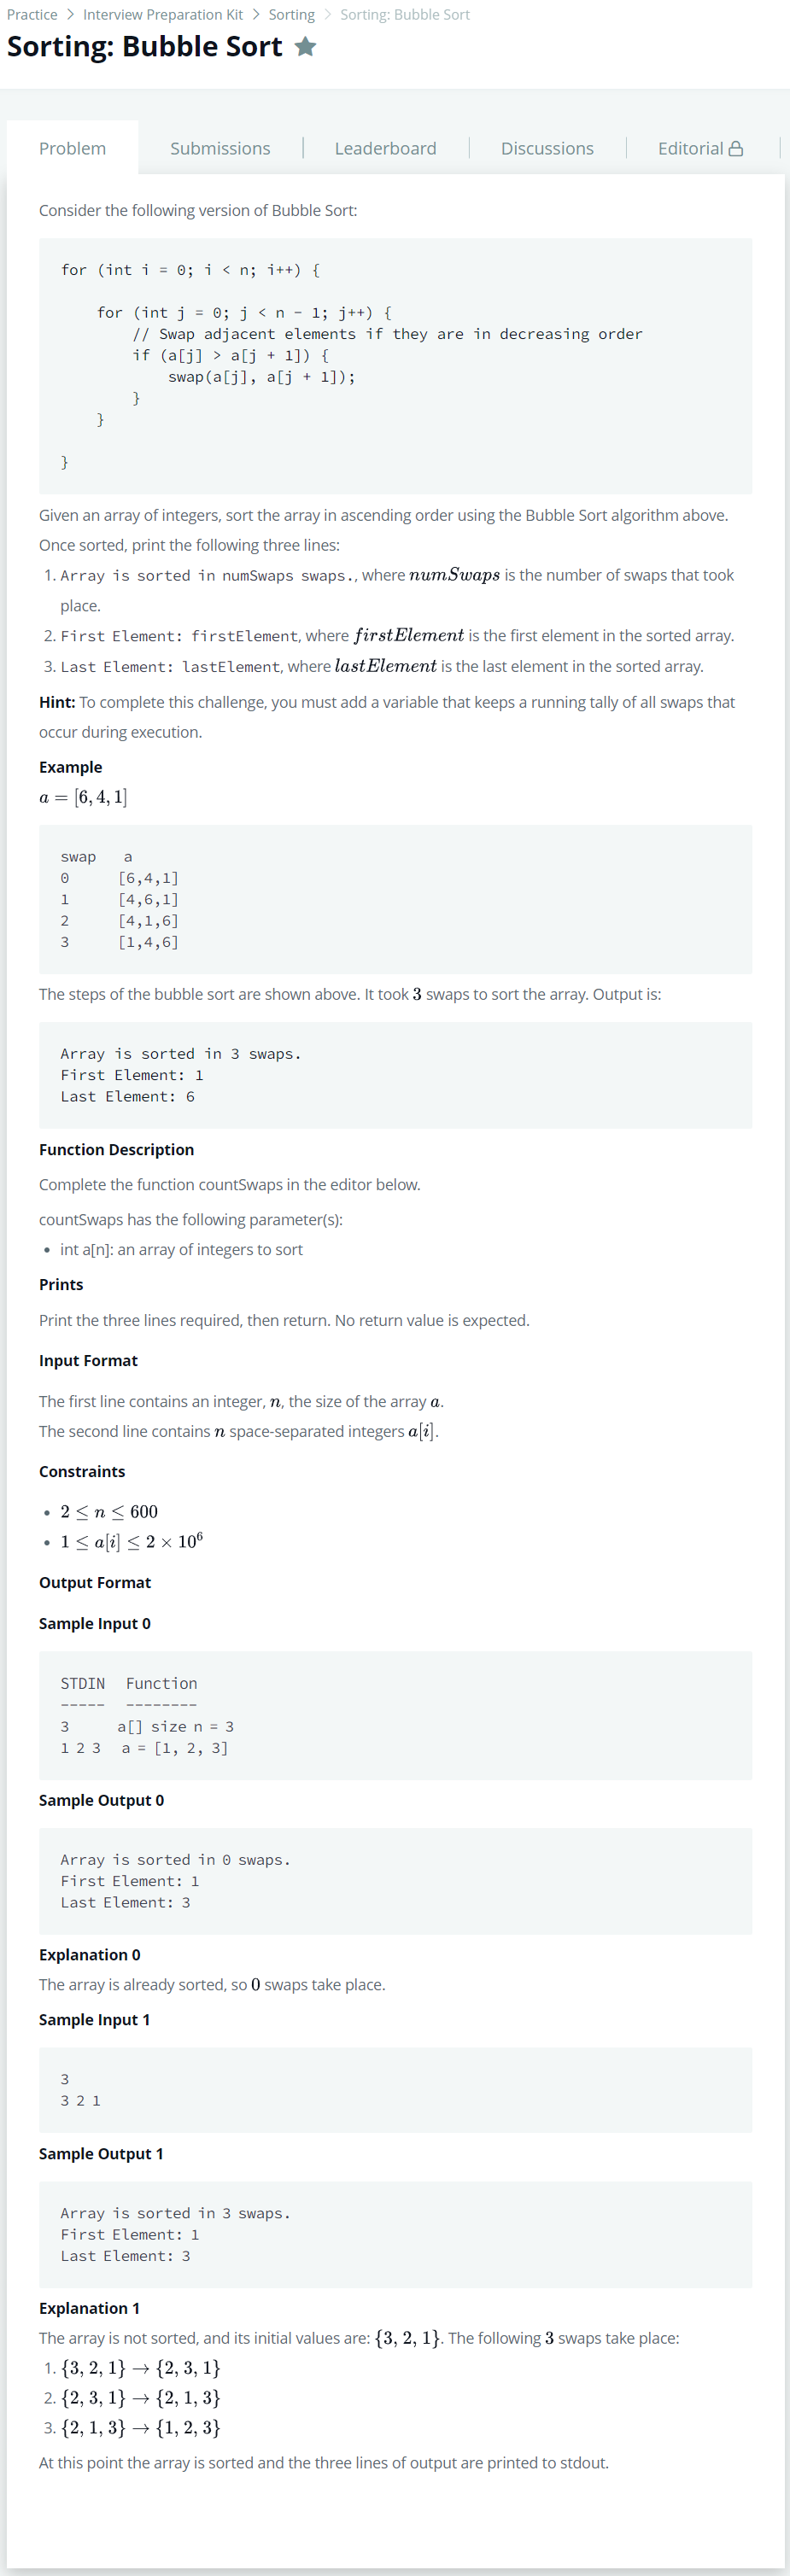 Practice > Interview Preparation Kit > Sorting > Sorting: Bubble Sort
Sorting: Bubble Sort ★
Problem
Submissions
Leaderboard
Discussions
Editorial
Consider the following version of Bubble Sort:
for (int i = 0; i < n; i++) {
    for (int j = 0; j < n - 1; j++) {
        // Swap adjacent elements if they are in decreasing order
        if (a[j] > a[j + 1]) {
            swap(a[j], a[j + 1]);
        }
    }
}
Given an array of integers, sort the array in ascending order using the Bubble Sort algorithm above.
Once sorted, print the following three lines:
1. Array is sorted in numSwaps swaps., where numSwaps is the number of swaps that took
place.
2. First Element: firstElement, where firstElement is the first element in the sorted array.
3. Last Element: lastElement, where lastElement is the last element in the sorted array.
Hint: To complete this challenge, you must add a variable that keeps a running tally of all swaps that
occur during execution.
Example
a = [6, 4, 1]
swap   a
0      [6,4,1]
1      [4,6,1]
2      [4,1,6]
3      [1,4,6]
The steps of the bubble sort are shown above. It took 3 swaps to sort the array. Output is:
Array is sorted in 3 swaps.
First Element: 1
Last Element: 6
Function Description
Complete the function countSwaps in the editor below.
countSwaps has the following parameter(s):
• int a[n]: an array of integers to sort
Prints
Print the three lines required, then return. No return value is expected.
Input Format
The first line contains an integer, n, the size of the array a.
The second line contains n space-separated integers a[i].
Constraints
• 2 ≤ n ≤ 600
• 1 ≤ a[i] ≤ 2 × 10⁶
Output Format
Sample Input 0
STDIN   Function
-----   --------
3       a[] size n = 3
1 2 3   a = [1, 2, 3]
Sample Output 0
Array is sorted in 0 swaps.
First Element: 1
Last Element: 3
Explanation 0
The array is already sorted, so 0 swaps take place.
Sample Input 1
3
3 2 1
Sample Output 1
Array is sorted in 3 swaps.
First Element: 1
Last Element: 3
Explanation 1
The array is not sorted, and its initial values are: {3, 2, 1}. The following 3 swaps take place:
1. {3, 2, 1} → {2, 3, 1}
2. {2, 3, 1} → {2, 1, 3}
3. {2, 1, 3} → {1, 2, 3}
At this point the array is sorted and the three lines of output are printed to stdout.